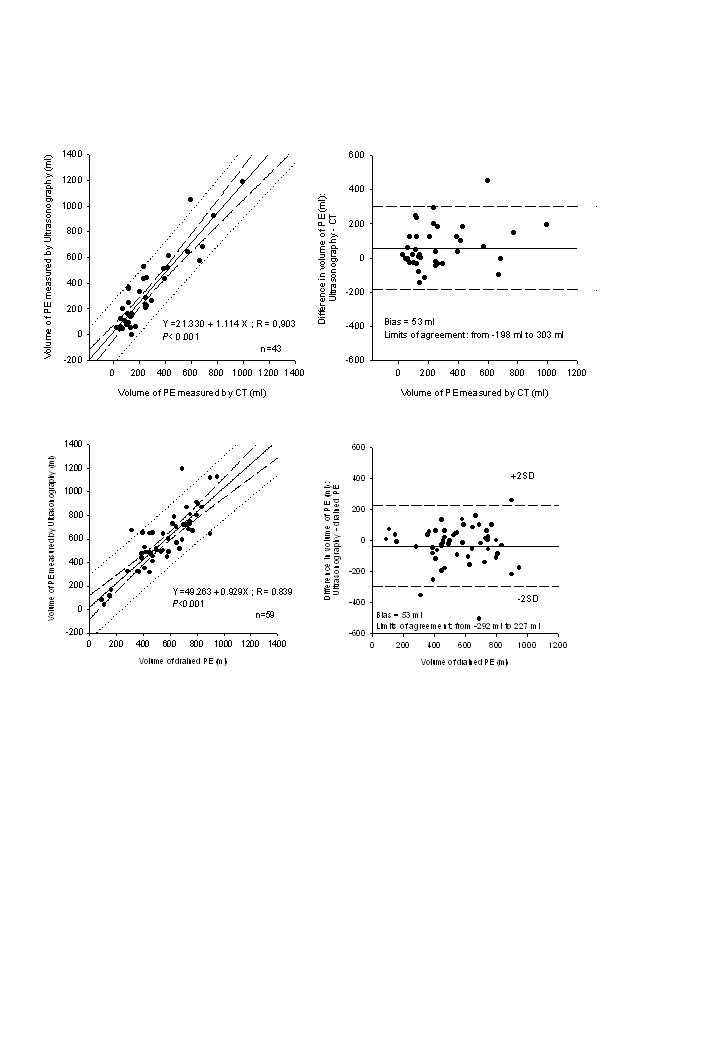 Volume of PE measured by Ultrasonography (ml)
1400
1200
1000
800
600
400
200
0
-200
Y =21.330 + 1.114 X ; R = 0,903
P< 0.001
n=43
0 200 400 600 800 1000 1200 1400
Volume of PE measured by CT (ml)
Difference in volume of PE (ml):
Ultrasonography - CT
600
400
200
0
-200
-400
-600
Bias = 53 ml
Limits of agreement: from -198 ml to 303 ml
0 200 400 600 800 1000 1200
Volume of PE measured by CT (ml)
Volume of PE measured by Ultrasonography (ml)
1400
1200
1000
800
600
400
200
0
-200
Y=49.263 + 0.929X ; R = 0.839
P<0.001
n=59
0 200 400 600 800 1000 1200 1400
Volume of drained PE (ml)
Difference in volume of PE (ml):
Ultrasonography - drained PE
600
400
200
0
-200
-400
-600
+2SD
-2SD
Bias = 53 ml
Limits of agreement: from -292 ml to 227 ml
0 200 400 600 800 1000 1200
Volume of drained PE (ml)